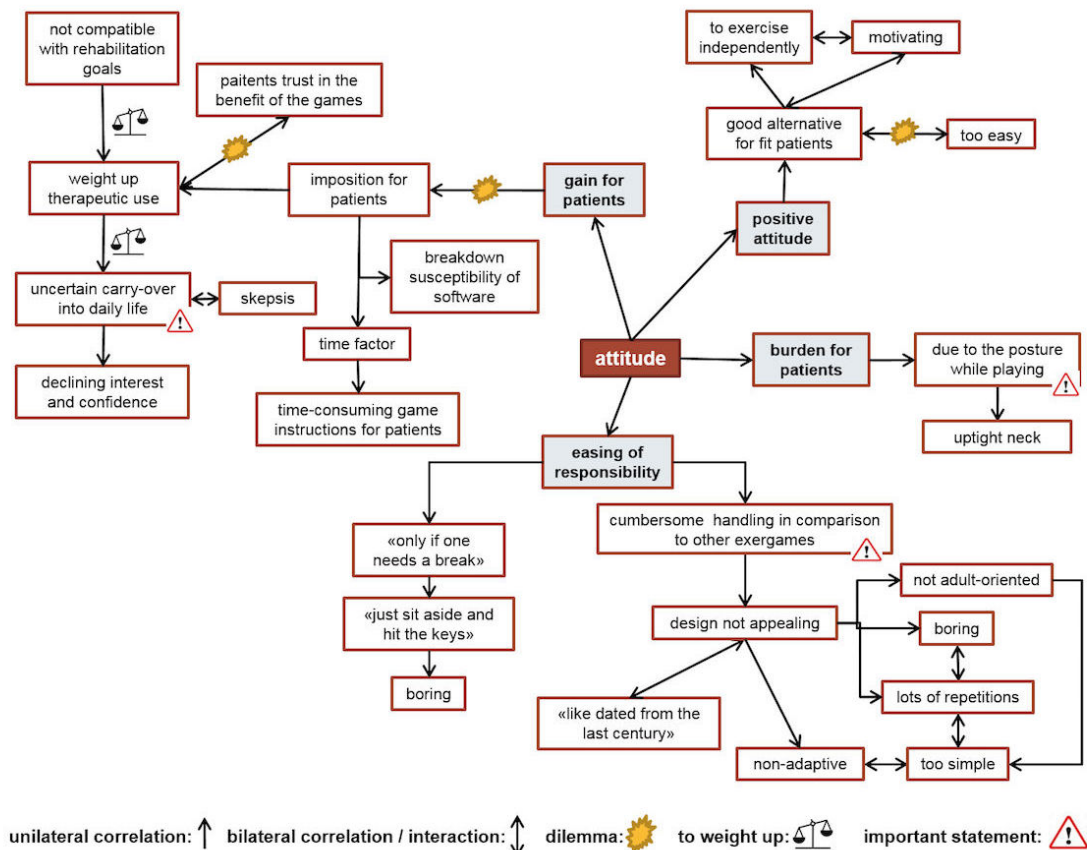 not compatible
with rehabilitation
goals
paitents trust in the
benefit of the games
to exercise
independently
motivating
good alternative
for fit patients
too easy
weight up
therapeutic use
imposition for
patients
gain for
patients
positive
attitude
breakdown
susceptibility of
software
uncertain carry-over
into daily life
skepsis
time factor
attitude
burden for
patients
due to the posture
while playing
declining interest
and confidence
time-consuming game
instructions for patients
uptight neck
easing of
responsibility
«only if one
needs a break»
cumbersome handling in comparison
to other exergames
not adult-oriented
«just sit aside and
hit the keys»
design not appealing
boring
boring
lots of repetitions
«like dated from the
last century»
non-adaptive
too simple
unilateral correlation: bilateral correlation / interaction: dilemma: to weight up: important statement: